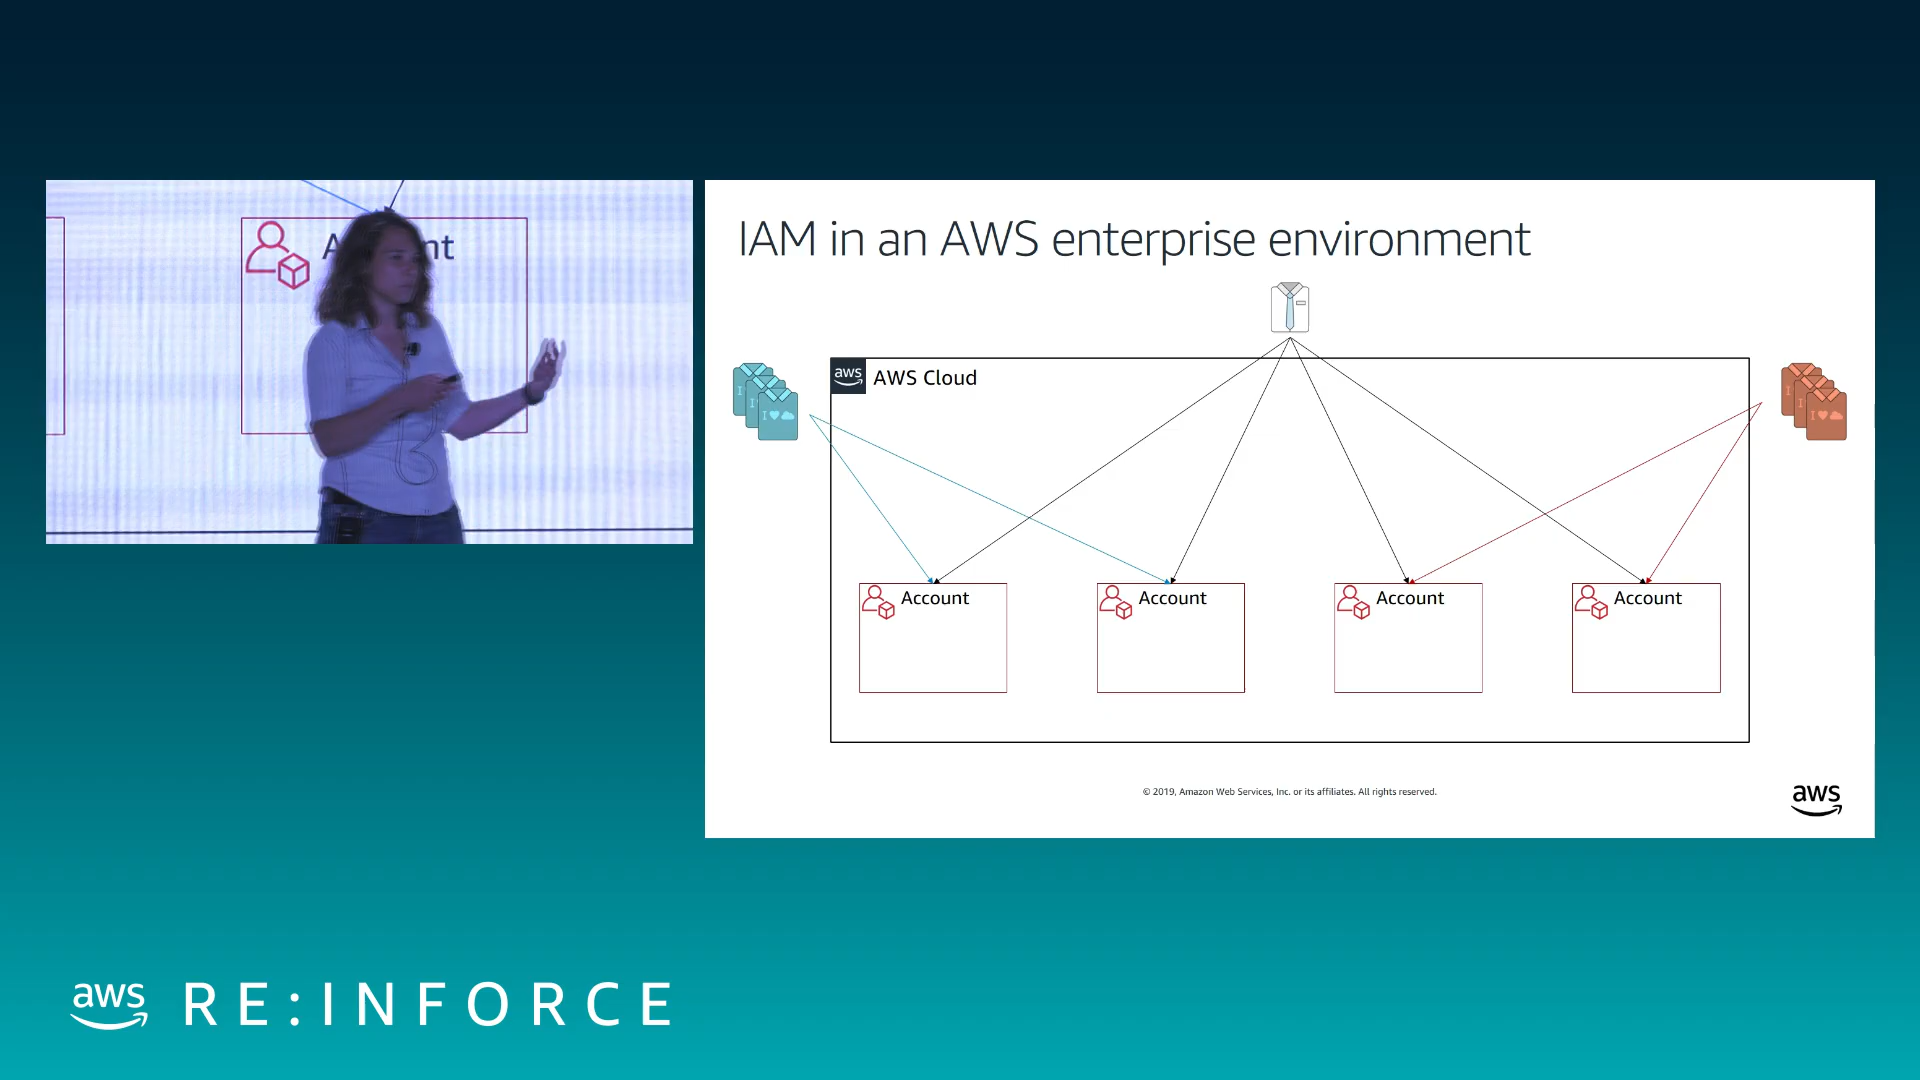 IAM in an AWS enterprise environment
aws
AWS Cloud
I
I
I
I
I
I
Account
Account
Account
Account
© 2019, Amazon Web Services, Inc. or its affiliates. All rights reserved.
aws
aws RE:INFORCE